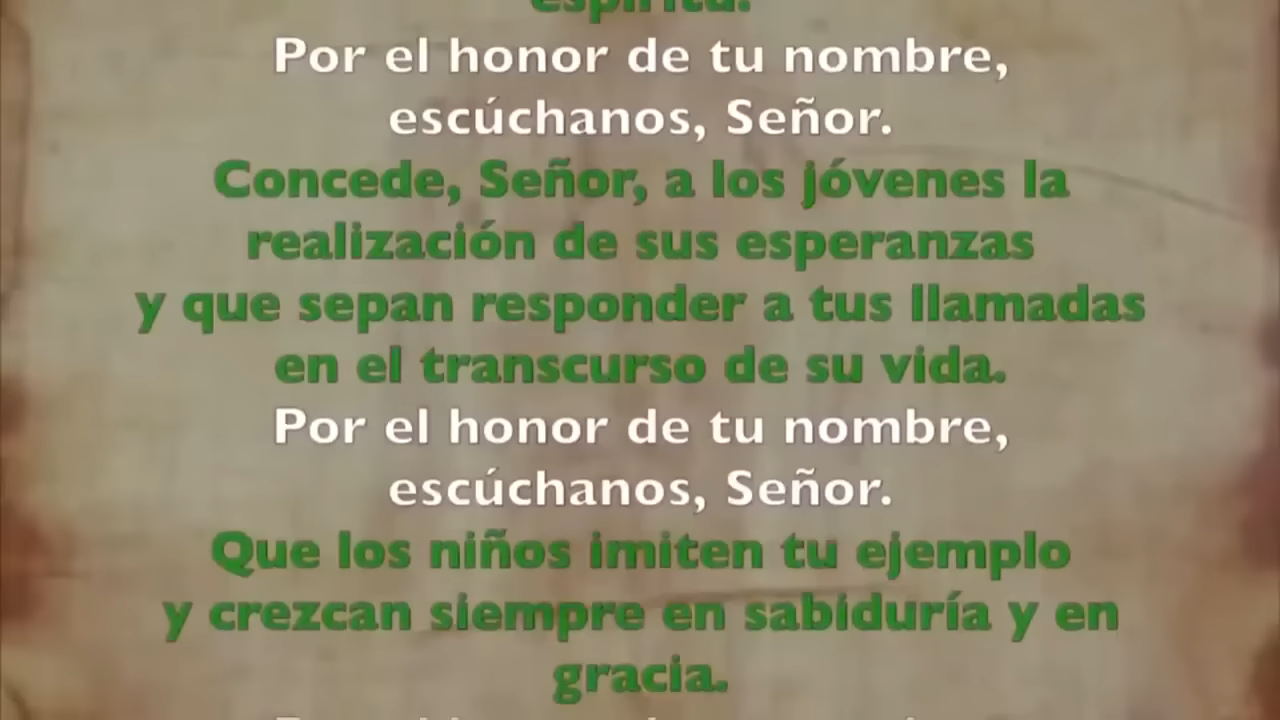 espíritu.
Por el honor de tu nombre,
escúchanos, Señor.
Concede, Señor, a los jóvenes la
realización de sus esperanzas
y que sepan responder a tus llamadas
en el transcurso de su vida.
Por el honor de tu nombre,
escúchanos, Señor.
Que los niños imiten tu ejemplo
y crezcan siempre en sabiduría y en
gracia.